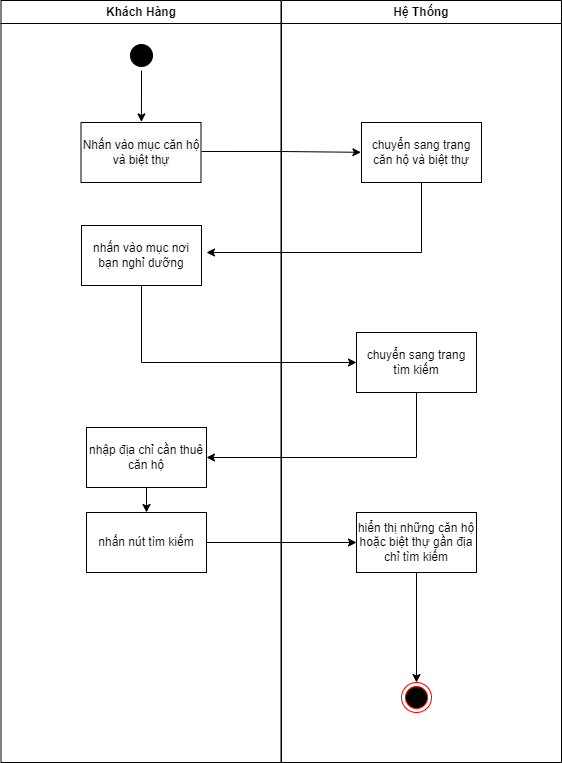 Khách Hàng
Hệ Thống
Nhấn vào mục căn hộ
và biệt thự
chuyển sang trang
căn hộ và biệt thự
nhấn vào mục nơi
bạn nghỉ dưỡng
chuyển sang trang
tìm kiếm
nhập địa chỉ cần thuê
căn hộ
nhấn nút tìm kiếm
hiển thị những căn hộ
hoặc biệt thự gần địa
chỉ tìm kiếm